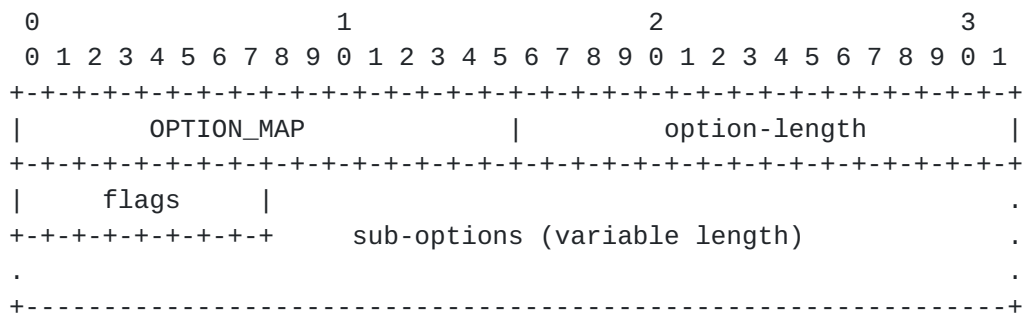 0                   1                   2                   3
 0 1 2 3 4 5 6 7 8 9 0 1 2 3 4 5 6 7 8 9 0 1 2 3 4 5 6 7 8 9 0 1
+-+-+-+-+-+-+-+-+-+-+-+-+-+-+-+-+-+-+-+-+-+-+-+-+-+-+-+-+-+-+-+-+
|        OPTION_MAP             |         option-length         |
+-+-+-+-+-+-+-+-+-+-+-+-+-+-+-+-+-+-+-+-+-+-+-+-+-+-+-+-+-+-+-+-+
|     flags     |                                               .
+-+-+-+-+-+-+-+-+     sub-options (variable length)             .
.                                                               .
+---------------------------------------------------------------+